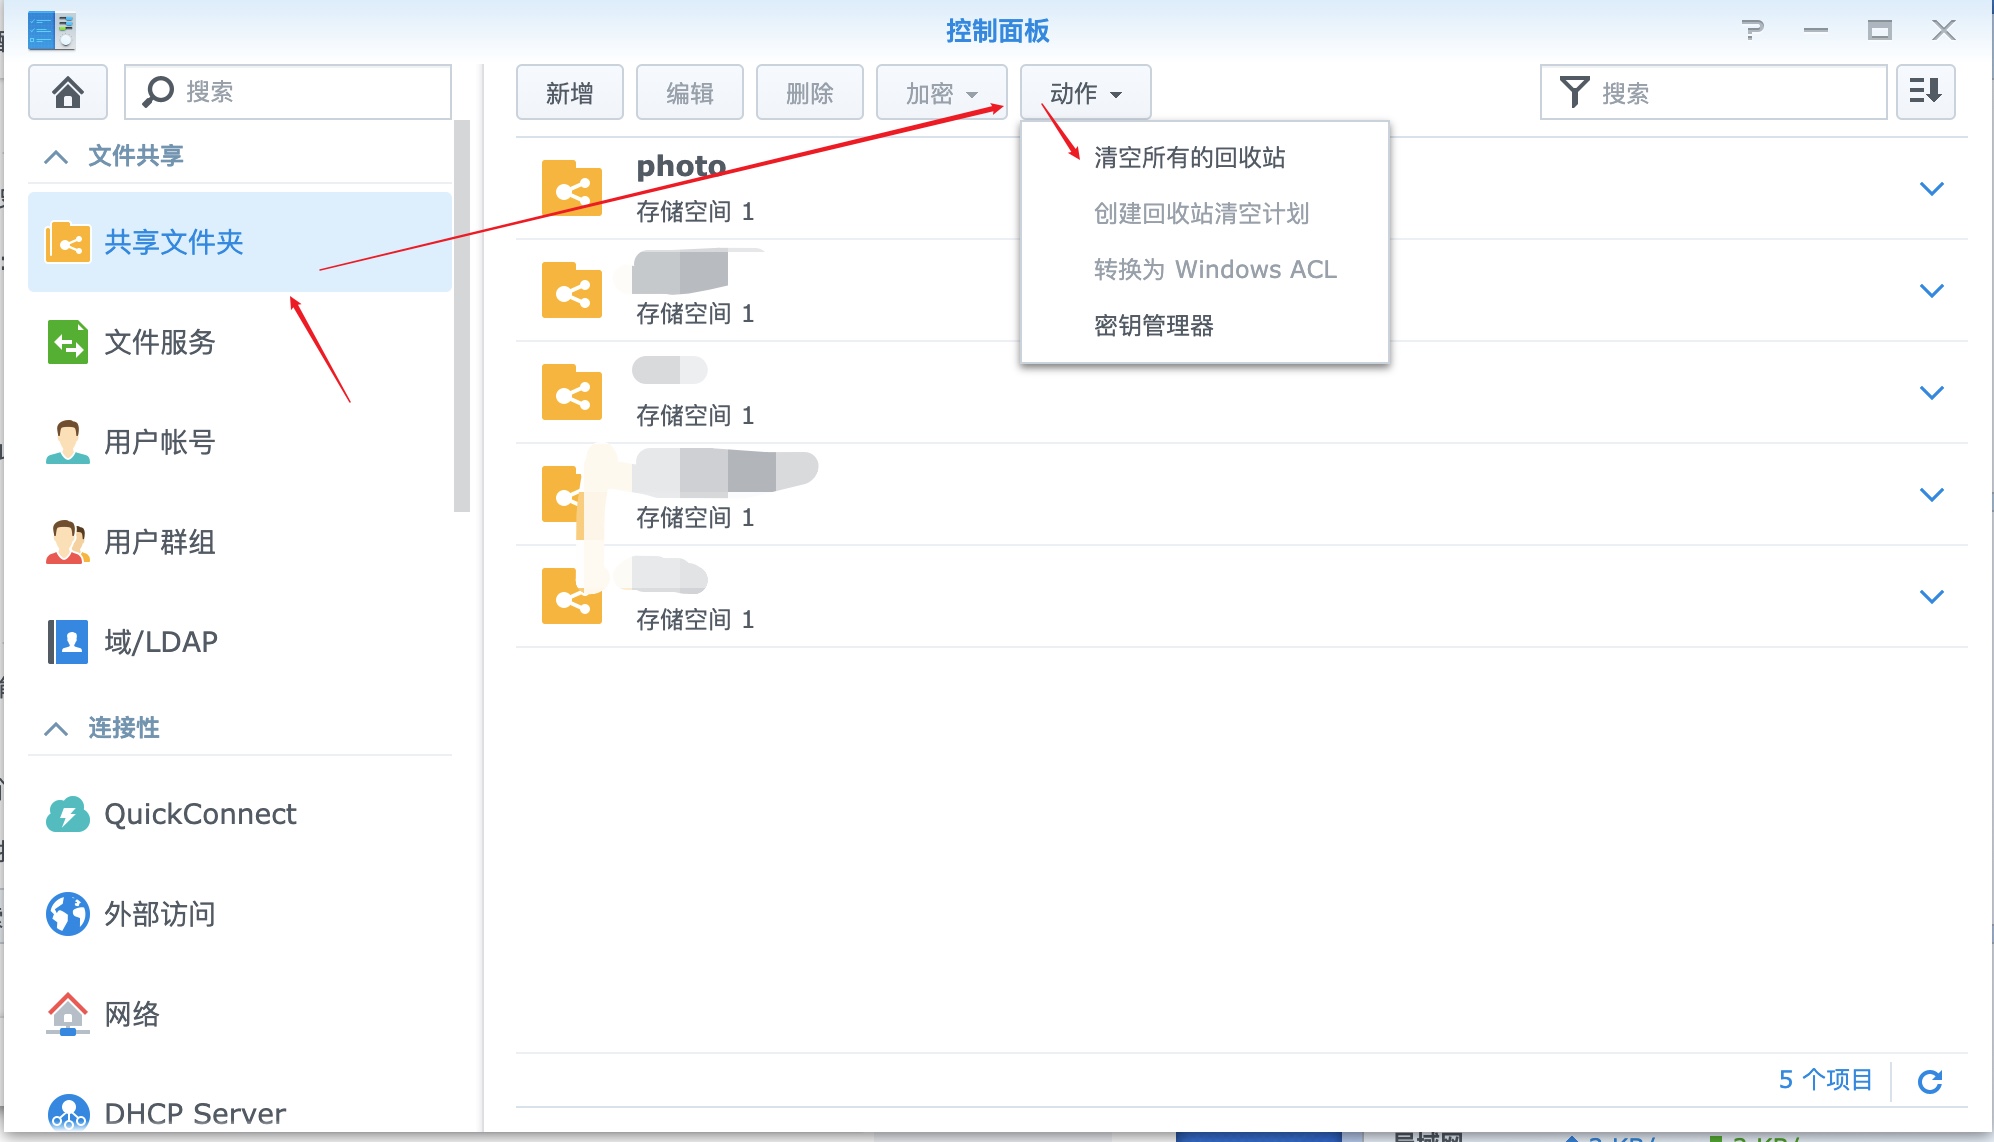 控制面板
搜索
新增
编辑
删除
加密
动作
搜索
文件共享
共享文件夹
文件服务
用户帐号
用户群组
域/LDAP
连接性
QuickConnect
外部访问
网络
DHCP Server
photo
存储空间 1
存储空间 1
存储空间 1
存储空间 1
存储空间 1
清空所有的回收站
创建回收站清空计划
转换为 Windows ACL
密钥管理器
5 个项目